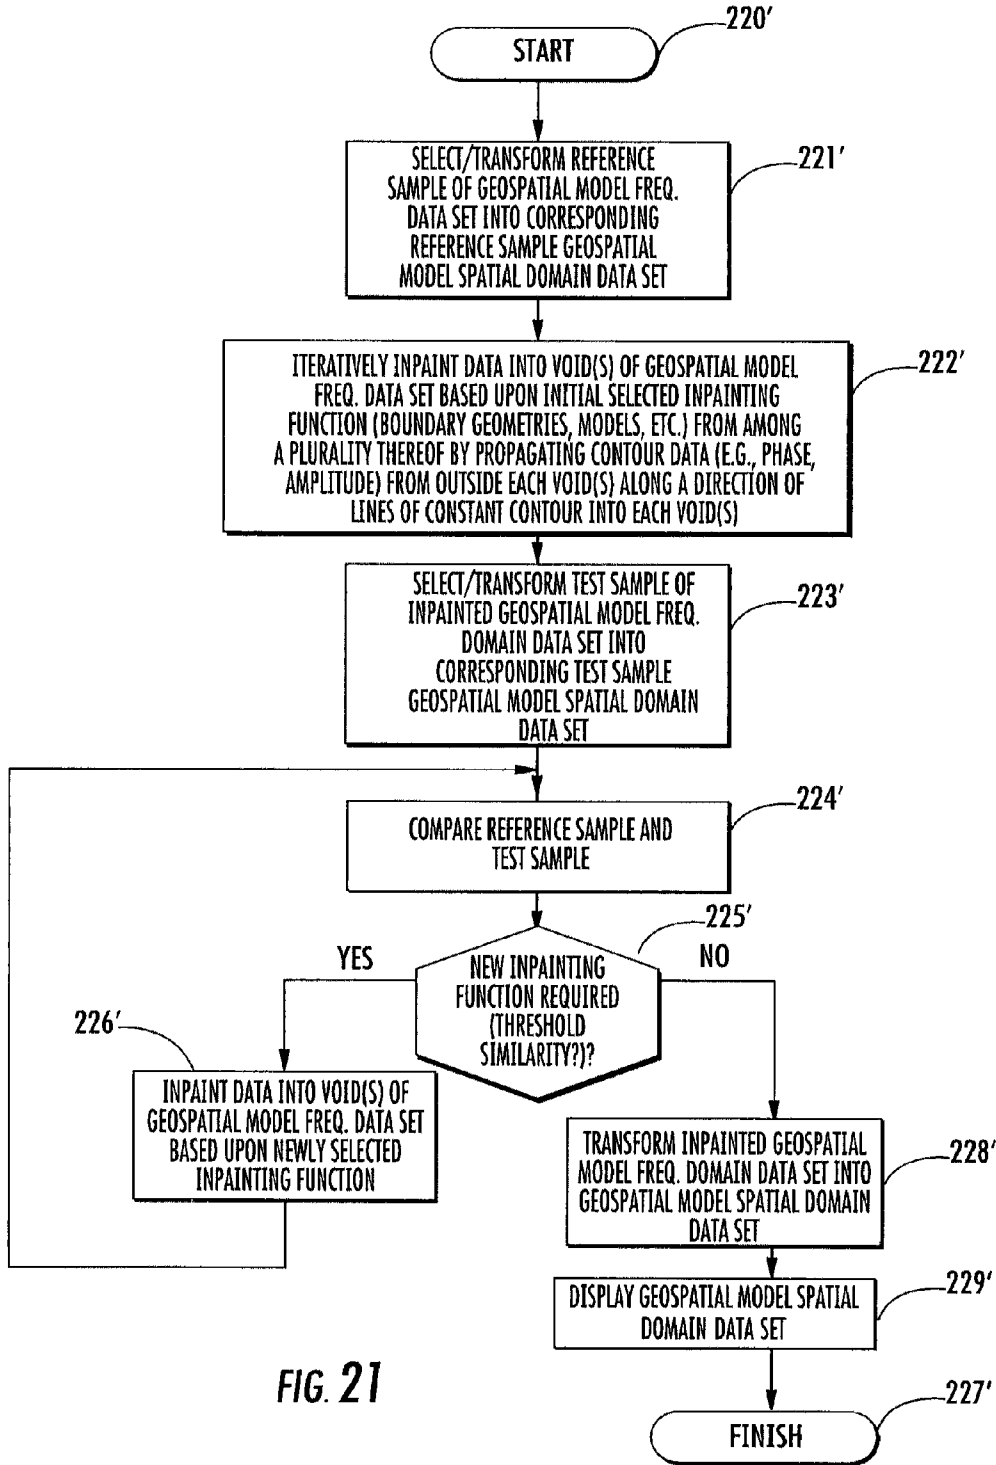 220′
START
221′
SELECT/TRANSFORM REFERENCE
SAMPLE OF GEOSPATIAL MODEL FREQ.
DATA SET INTO CORRESPONDING
REFERENCE SAMPLE GEOSPATIAL
MODEL SPATIAL DOMAIN DATA SET
222′
ITERATIVELY INPAINT DATA INTO VOID(S) OF GEOSPATIAL MODEL
FREQ. DATA SET BASED UPON INITIAL SELECTED INPAINTING
FUNCTION (BOUNDARY GEOMETRIES, MODELS, ETC.) FROM AMONG
A PLURALITY THEREOF BY PROPAGATING CONTOUR DATA (E.G., PHASE,
AMPLITUDE) FROM OUTSIDE EACH VOID(S) ALONG A DIRECTION OF
LINES OF CONSTANT CONTOUR INTO EACH VOID(S)
223′
SELECT/TRANSFORM TEST SAMPLE OF
INPAINTED GEOSPATIAL MODEL FREQ.
DOMAIN DATA SET INTO
CORRESPONDING TEST SAMPLE
GEOSPATIAL MODEL SPATIAL DOMAIN
DATA SET
224′
COMPARE REFERENCE SAMPLE AND
TEST SAMPLE
225′
YES
NO
NEW INPAINTING
FUNCTION REQUIRED
(THRESHOLD
SIMILARITY?)?
226′
INPAINT DATA INTO VOID(S) OF
GEOSPATIAL MODEL FREQ. DATA SET
BASED UPON NEWLY SELECTED
INPAINTING FUNCTION
228′
TRANSFORM INPAINTED GEOSPATIAL
MODEL FREQ. DOMAIN DATA SET INTO
GEOSPATIAL MODEL SPATIAL DOMAIN
DATA SET
229′
DISPLAY GEOSPATIAL MODEL SPATIAL
DOMAIN DATA SET
227′
FINISH
FIG. 21